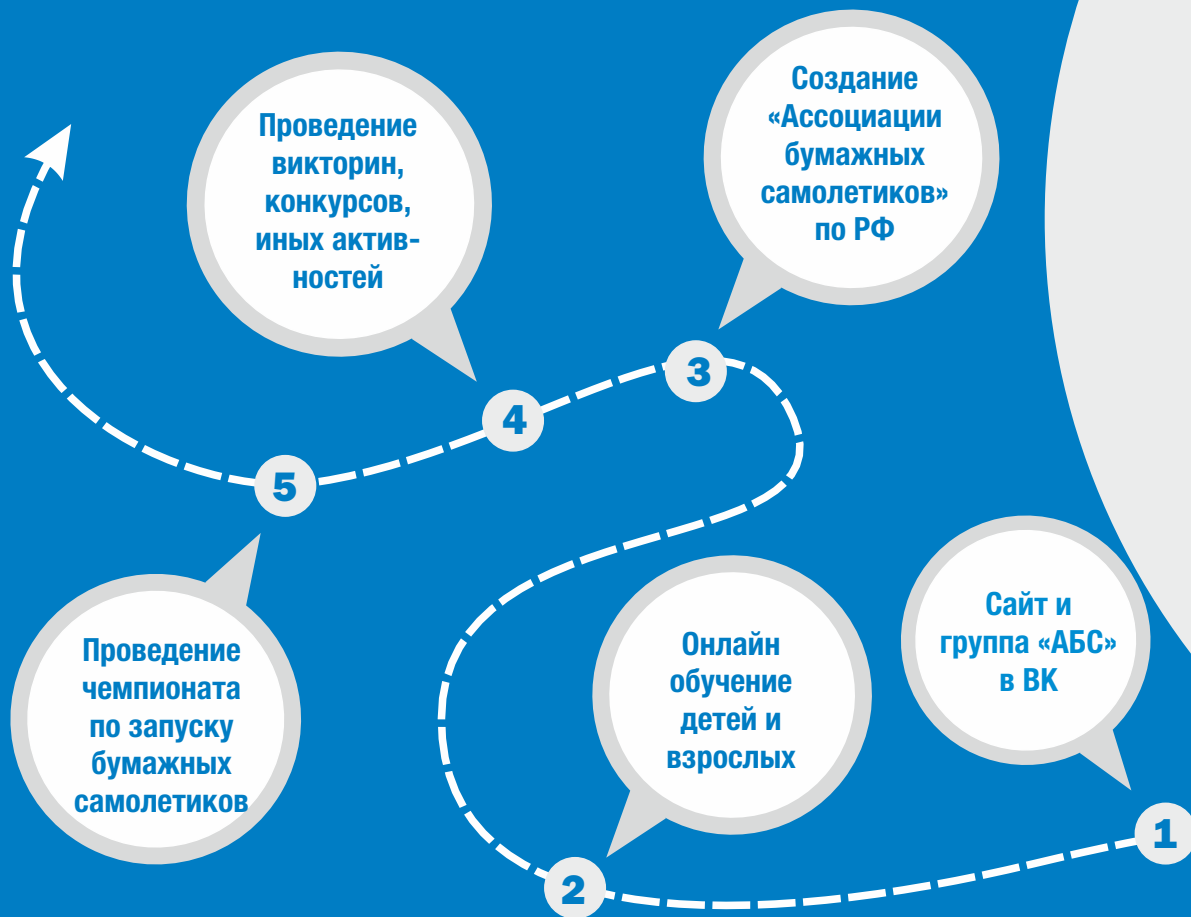 Проведение
викторин,
конкурсов,
иных актив-
ностей
Создание
«Ассоциации
бумажных
самолетиков»
по РФ
3
4
5
Проведение
чемпионата
по запуску
бумажных
самолетиков
Онлайн
обучение
детей и
взрослых
Сайт и
группа «АБС»
в ВК
1
2